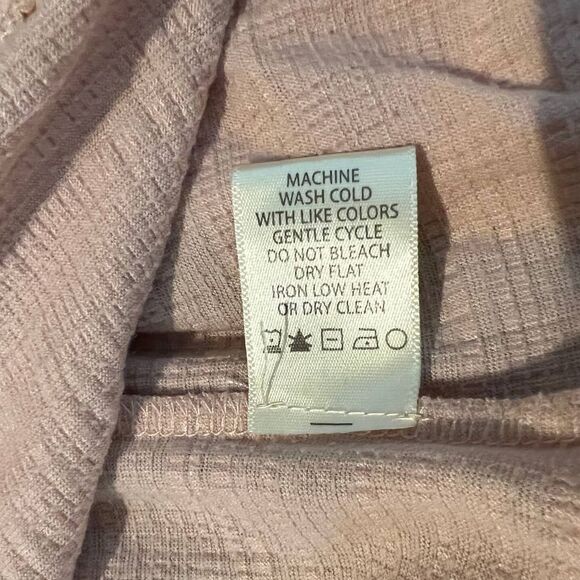 MACHINE
WASH COLD
WITH LIKE COLORS
GENTLE CYCLE
DO NOT BLEACH
DRY FLAT
IRON LOW HEAT
OR DRY CLEAN